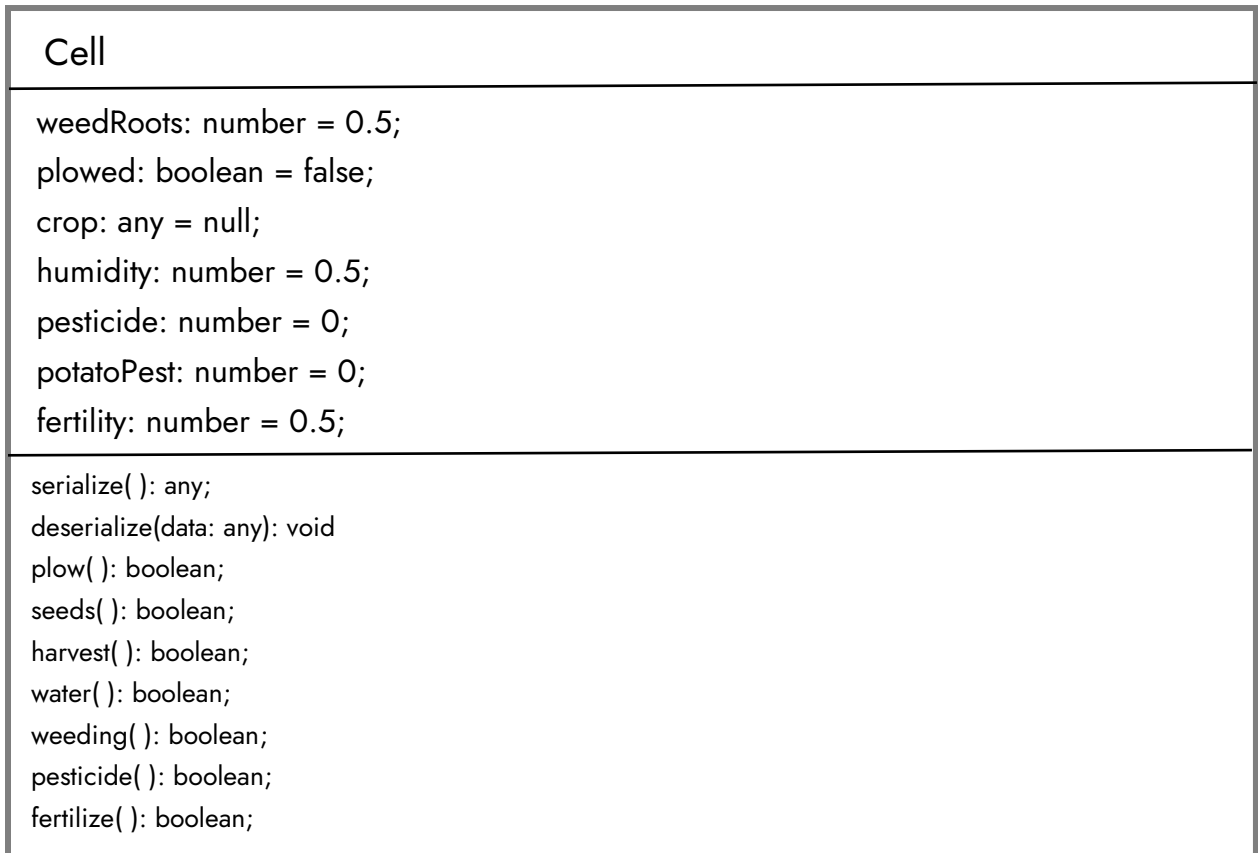 Cell
weedRoots: number = 0.5;
plowed: boolean = false;
crop: any = null;
humidity: number = 0.5;
pesticide: number = 0;
potatoPest: number = 0;
fertility: number = 0.5;
serialize( ): any;
deserialize(data: any): void
plow( ): boolean;
seeds( ): boolean;
harvest( ): boolean;
water( ): boolean;
weeding( ): boolean;
pesticide( ): boolean;
fertilize( ): boolean;